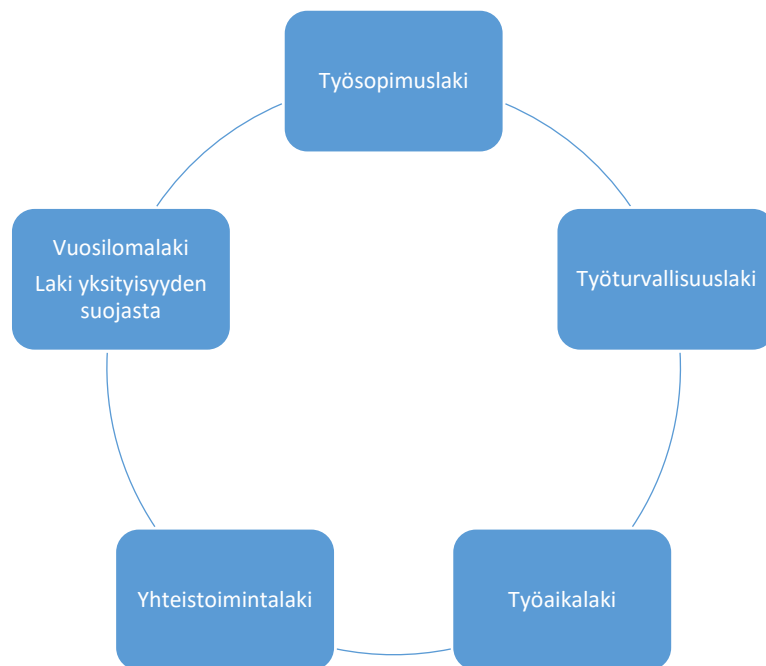 Työsopimuslaki
Työturvallisuuslaki
Työaikalaki
Yhteistoimintalaki
Vuosilomalaki
Laki yksityisyyden
suojasta